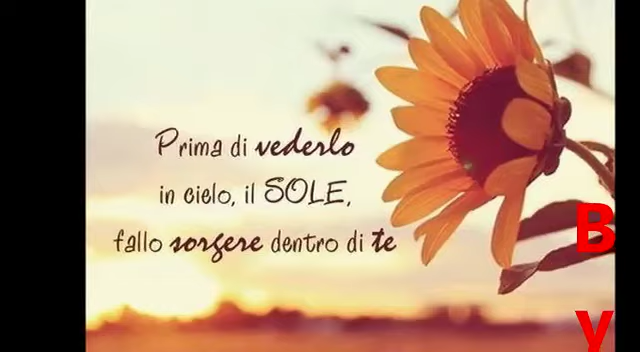 Prima di vederlo
in cielo, il SOLE,
fallo sorgere dentro di te
B
y